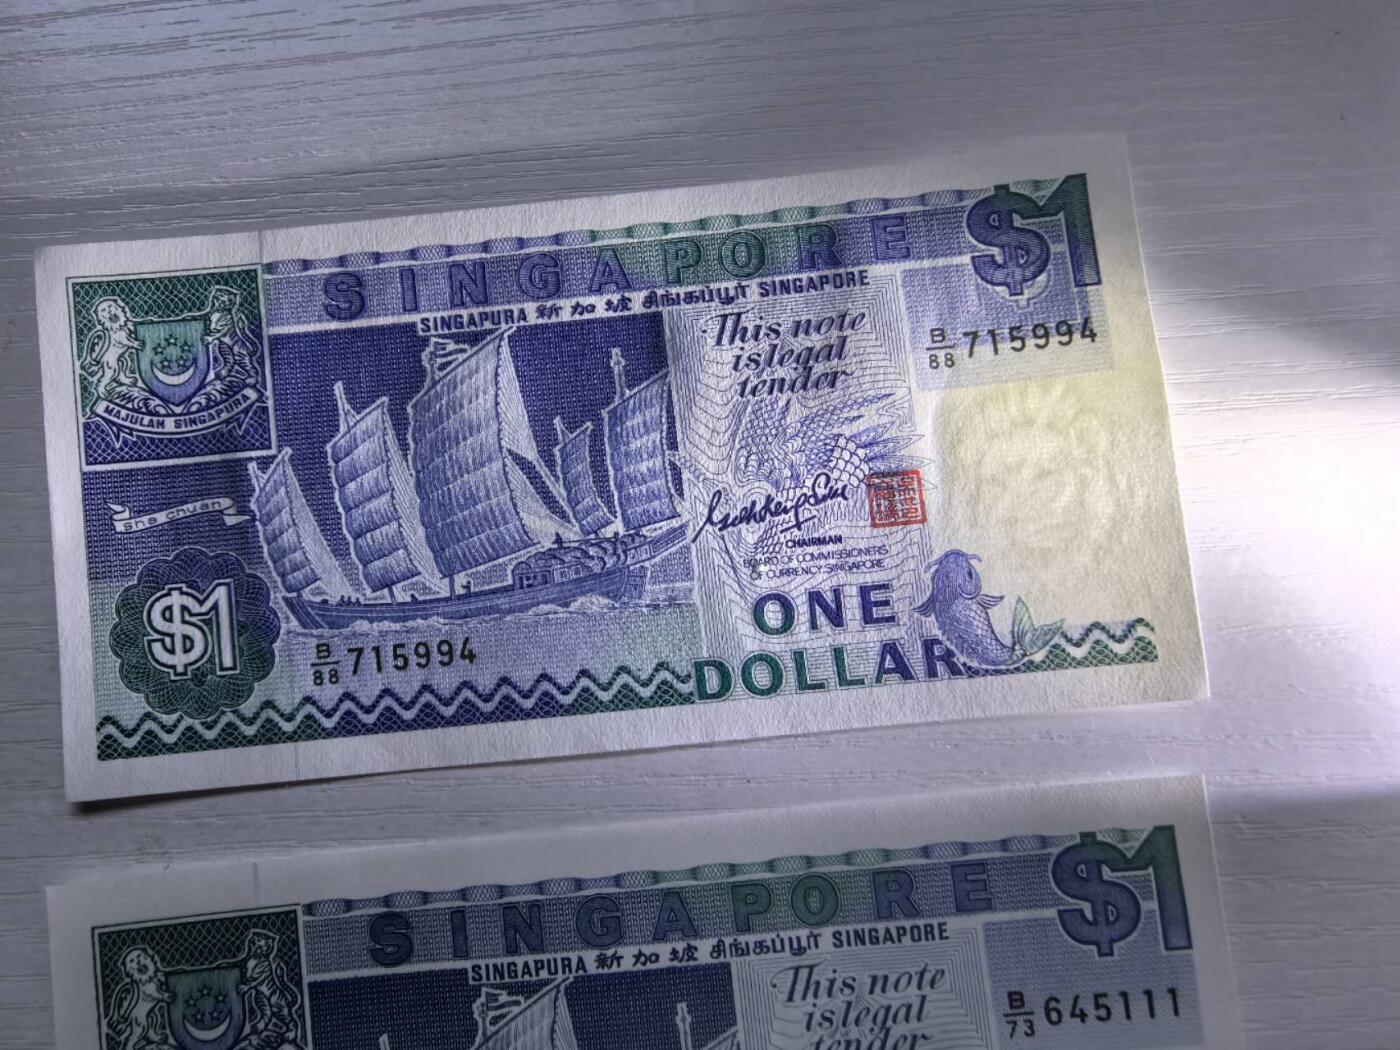 SINGAPORE
$1
SINGAPURA 新加坡 சிங்கப்பூர் SINGAPORE
This note
is legal
tender
B/88 715994
MAJULAH SINGAPURA
sha chuan
CHAIRMAN
BOARD OF COMMISSIONERS
OF CURRENCY SINGAPORE
$1
B/88 715994
ONE
DOLLAR
SINGAPORE
$1
SINGAPURA 新加坡 சிங்கப்பூர் SINGAPORE
This note
is legal
tender
B/73 645111